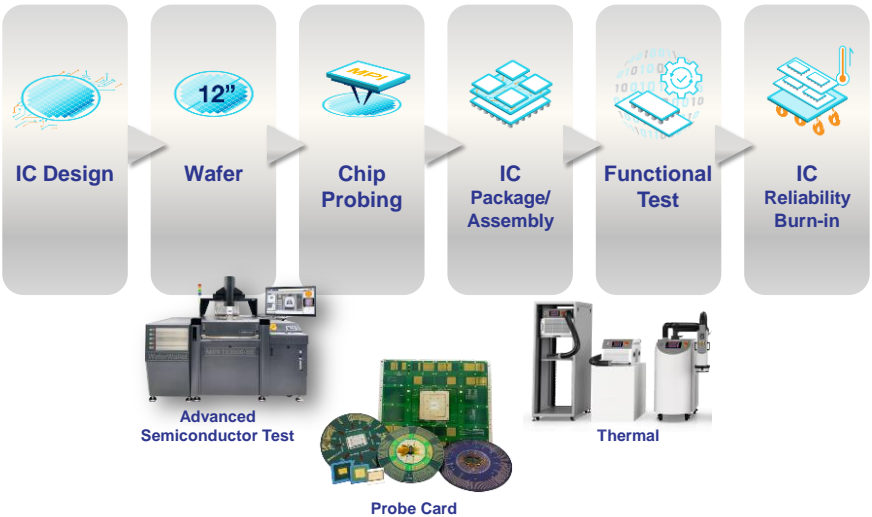 12”
MPI
IC Design
Wafer
Chip
Probing
IC
Package/
Assembly
Functional
Test
IC
Reliability
Burn-in
Advanced
Semiconductor Test
Probe Card
Thermal